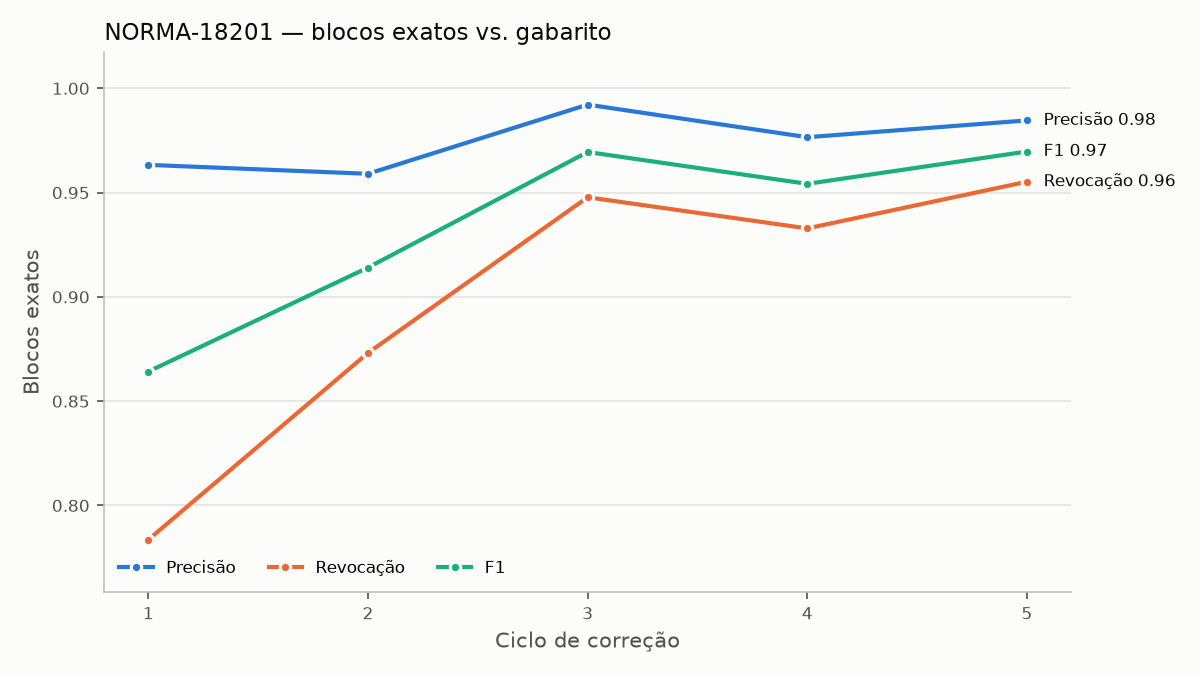 NORMA-18201 — blocos exatos vs. gabarito
Blocos exatos
1.00
0.95
0.90
0.85
0.80
Precisão 0.98
F1 0.97
Revocação 0.96
Precisão Revocação F1
1 2 3 4 5
Ciclo de correção